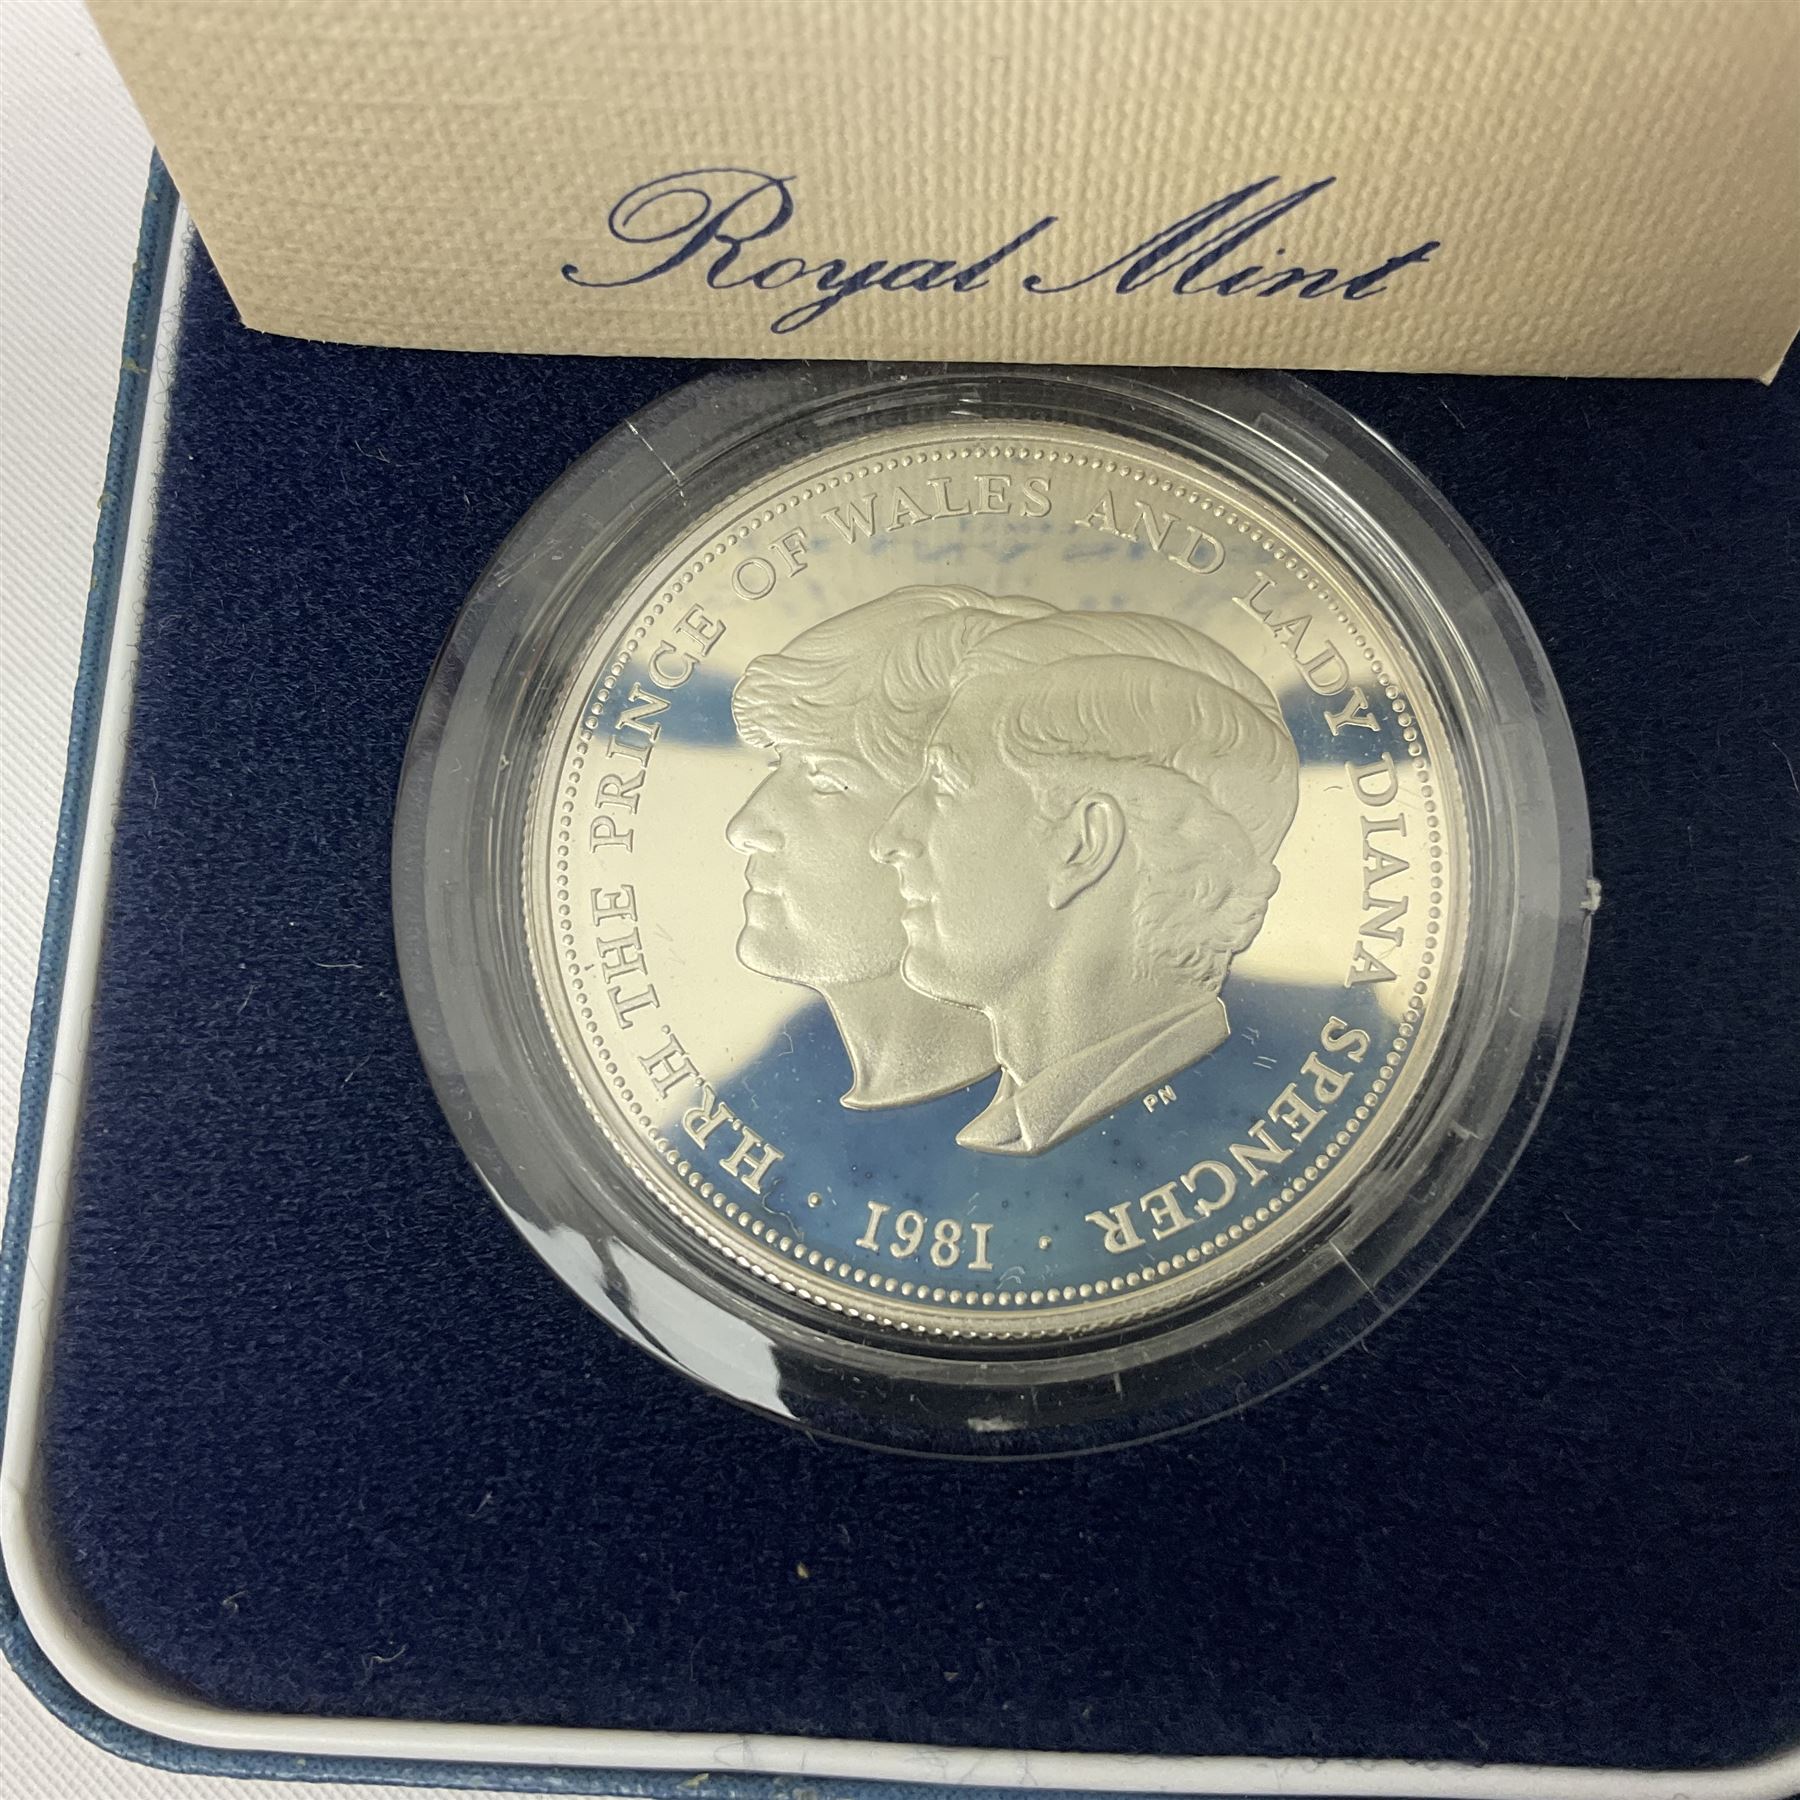 Royal Mint
H.R.H. THE PRINCE OF WALES AND LADY DIANA SPENCER
· 1981 ·
PN